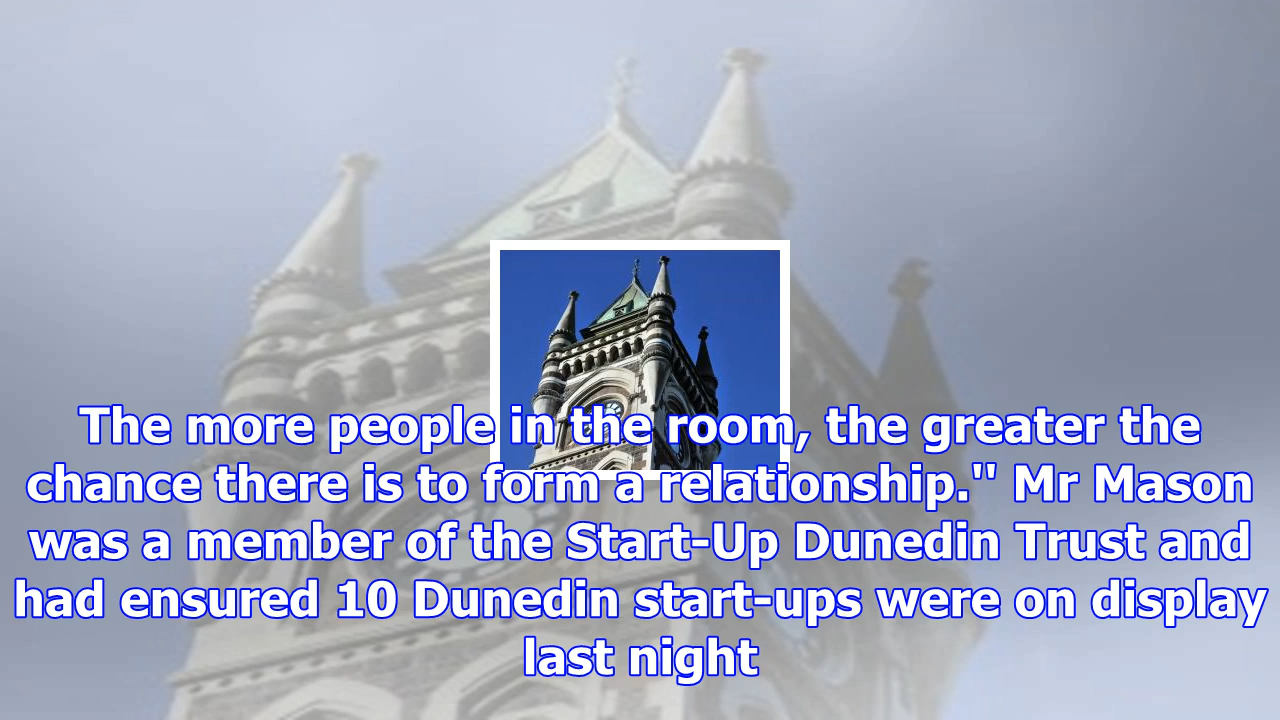 The more people in the room, the greater the
chance there is to form a relationship.'' Mr Mason
was a member of the Start-Up Dunedin Trust and
had ensured 10 Dunedin start-ups were on display
last night